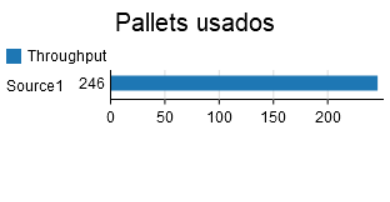 Pallets usados
Throughput
Source1 246
0 50 100 150 200